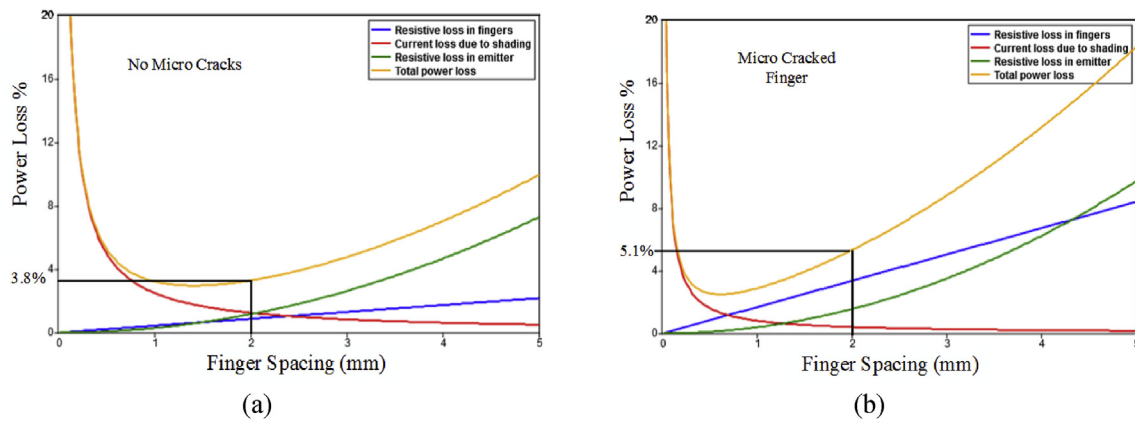 20
16
12
8
4
0
Power Loss %
3.8%
No Micro Cracks
Resistive loss in fingers
Current loss due to shading
Resistive loss in emitter
Total power loss
0 1 2 3 4 5
Finger Spacing (mm)
(a)
20
16
12
8
4
0
Power Loss %
5.1%
Micro Cracked
Finger
Resistive loss in fingers
Current loss due to shading
Resistive loss in emitter
Total power loss
0 1 2 3 4 5
Finger Spacing (mm)
(b)